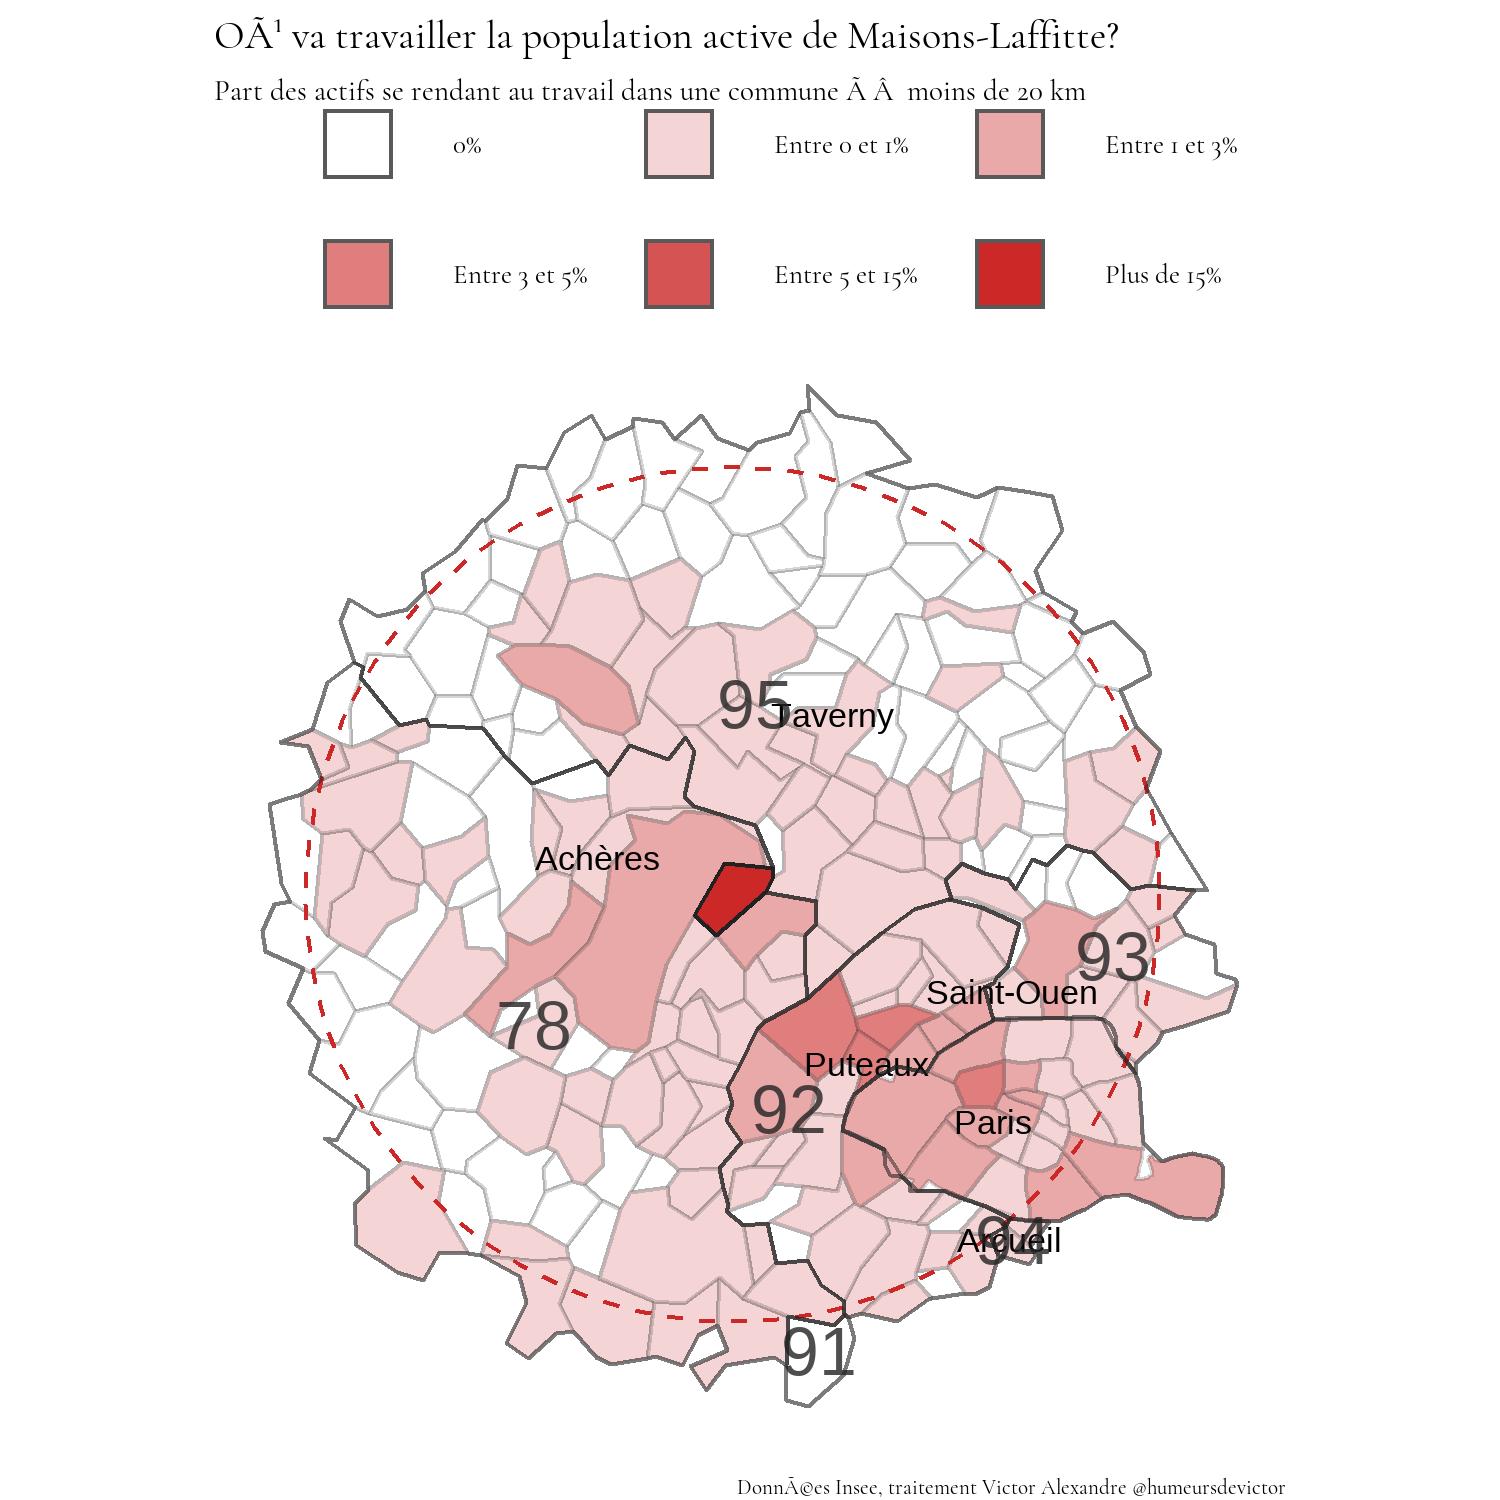 OÃ¹ va travailler la population active de Maisons-Laffitte?
Part des actifs se rendant au travail dans une commune Ã Â  moins de 20 km
0%
Entre 0 et 1%
Entre 1 et 3%
Entre 3 et 5%
Entre 5 et 15%
Plus de 15%
95
Taverny
Achères
93
Saint-Ouen
78
Puteaux
92
Paris
94
Arcueil
91
DonnÃ©es Insee, traitement Victor Alexandre @humeursdevictor